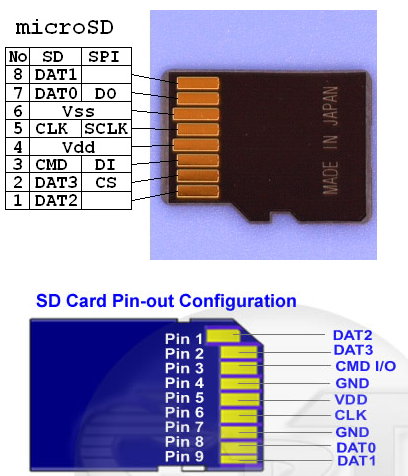 microSD
No SD SPI
8 DAT1
7 DAT0 DO
6 Vss
5 CLK SCLK
4 Vdd
3 CMD DI
2 DAT3 CS
1 DAT2
MADE IN JAPAN
SD Card Pin-out Configuration
Pin 1 DAT2
Pin 2 DAT3
Pin 3 CMD I/O
Pin 4 GND
Pin 5 VDD
Pin 6 CLK
Pin 7 GND
Pin 8 DAT0
Pin 9 DAT1